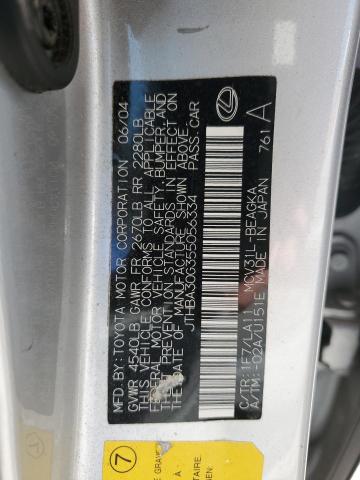 MFD.BY:TOYOTA MOTOR CORPORATION 06/04
GVWR 4540LB GAWR FR 2670LB RR 2280LB
THIS VEHICLE CONFORMS TO ALL APPLICABLE
FEDERAL MOTOR VEHICLE SAFETY, BUMPER, AND
THEFT PREVENTION STANDARDS IN EFFECT ON
THE DATE OF MANUFACTURE SHOWN ABOVE.
JTHBA30G355056334 PASS.CAR
C/TR:1F7/LA11 MCV31L-BEAGKA
A/TM:-02A/U151E MADE IN JAPAN 761 A
7
E GRAV
À
TAIRE.